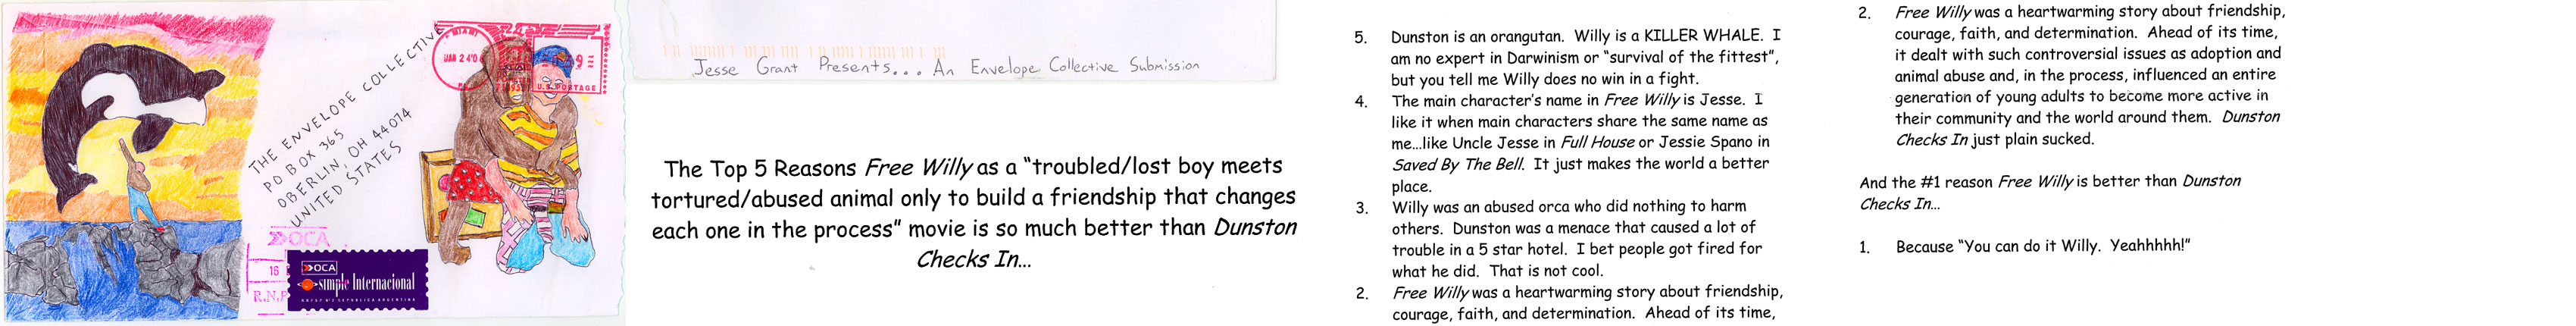 THE ENVELOPE COLLECTIVE
PO BOX 365
OBERLIN, OH 44074
UNITED STATES
MIAMI
JAN 24'0
U.S. POSTAGE
OCA
16
R.N.P
OCA
simple Internacional
Jesse Grant Presents... An Envelope Collective Submission
The Top 5 Reasons Free Willy as a “troubled/lost boy meets
tortured/abused animal only to build a friendship that changes
each one in the process” movie is so much better than Dunston
Checks In…
5. Dunston is an orangutan. Willy is a KILLER WHALE. I
am no expert in Darwinism or “survival of the fittest”,
but you tell me Willy does no win in a fight.
4. The main character's name in Free Willy is Jesse. I
like it when main characters share the same name as
me…like Uncle Jesse in Full House or Jessie Spano in
Saved By The Bell. It just makes the world a better
place.
3. Willy was an abused orca who did nothing to harm
others. Dunston was a menace that caused a lot of
trouble in a 5 star hotel. I bet people got fired for
what he did. That is not cool.
2. Free Willy was a heartwarming story about friendship,
courage, faith, and determination. Ahead of its time,
2. Free Willy was a heartwarming story about friendship,
courage, faith, and determination. Ahead of its time,
it dealt with such controversial issues as adoption and
animal abuse and, in the process, influenced an entire
generation of young adults to become more active in
their community and the world around them. Dunston
Checks In just plain sucked.
And the #1 reason Free Willy is better than Dunston
Checks In…
1. Because “You can do it Willy. Yeahhhhh!”